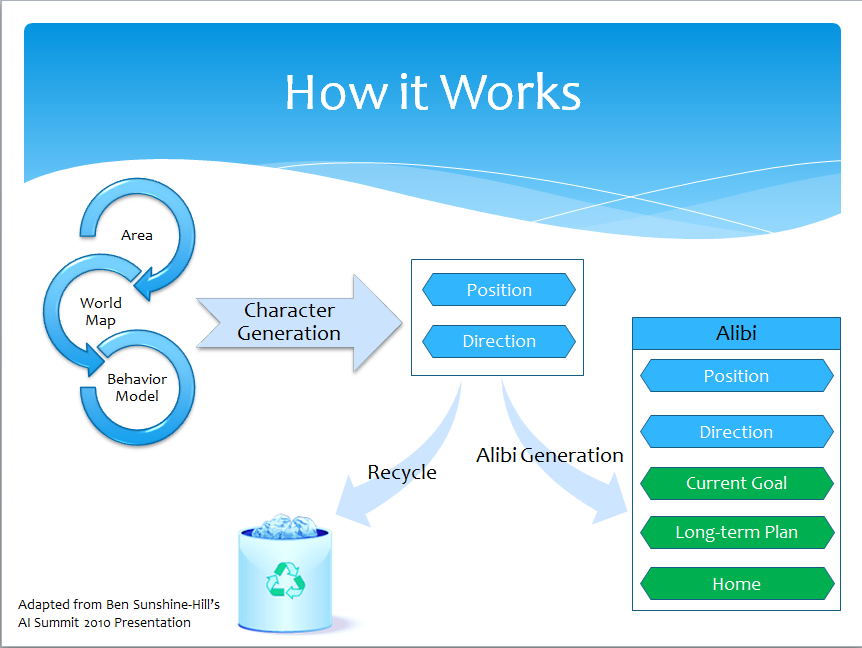 How it Works
Area
World
Map
Behavior
Model
Character
Generation
Position
Direction
Recycle
Alibi Generation
Alibi
Position
Direction
Current Goal
Long-term Plan
Home
Adapted from Ben Sunshine-Hill’s
AI Summit 2010 Presentation